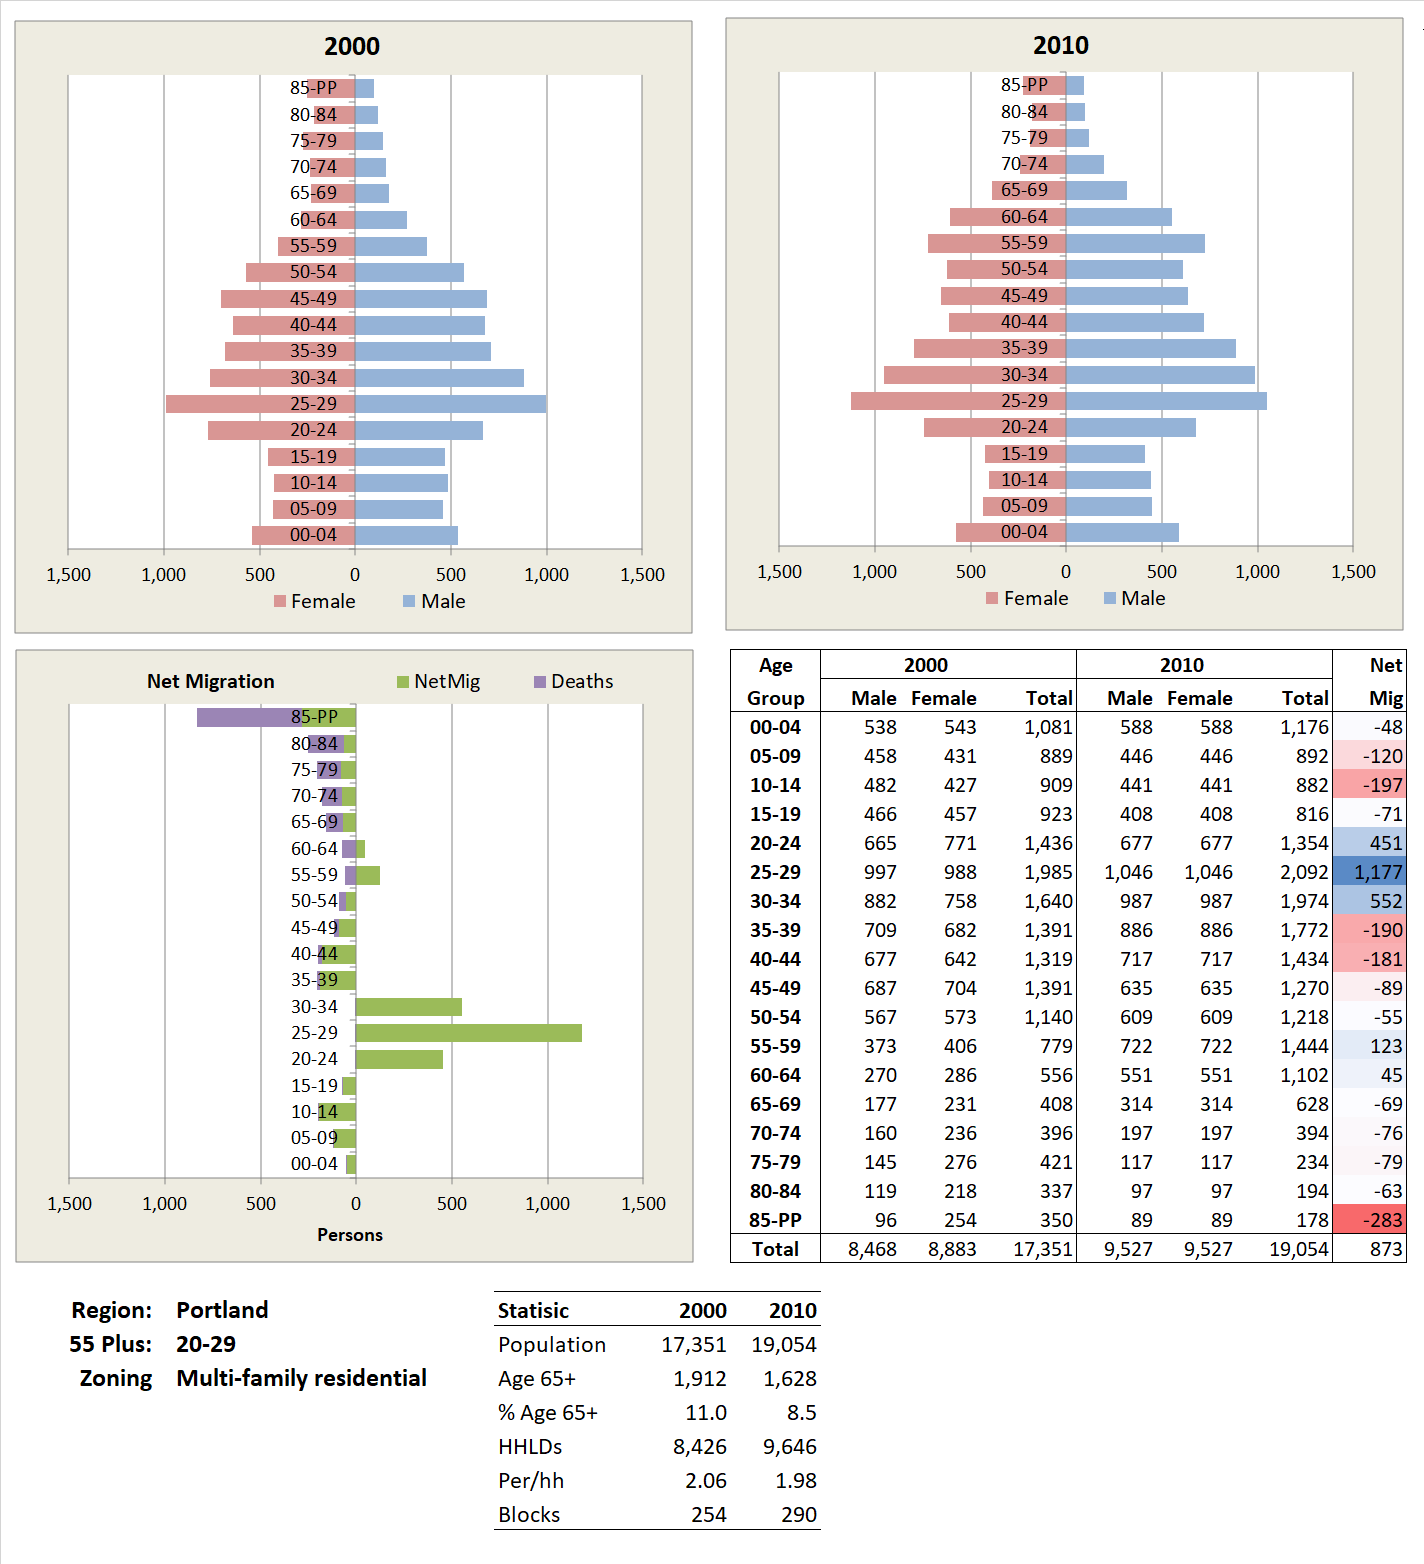 2000
85-PP
80-84
75-79
70-74
65-69
60-64
55-59
50-54
45-49
40-44
35-39
30-34
25-29
20-24
15-19
10-14
05-09
00-04
1,500 1,000 500 0 500 1,000 1,500
Female Male
2010
85-PP
80-84
75-79
70-74
65-69
60-64
55-59
50-54
45-49
40-44
35-39
30-34
25-29
20-24
15-19
10-14
05-09
00-04
1,500 1,000 500 0 500 1,000 1,500
Female Male
Net Migration NetMig Deaths
85-PP
80-84
75-79
70-74
65-69
60-64
55-59
50-54
45-49
40-44
35-39
30-34
25-29
20-24
15-19
10-14
05-09
00-04
1,500 1,000 500 0 500 1,000 1,500
Persons
Age 2000 2010 Net
Group Male Female Total Male Female Total Mig
00-04 538 543 1,081 588 588 1,176 -48
05-09 458 431 889 446 446 892 -120
10-14 482 427 909 441 441 882 -197
15-19 466 457 923 408 408 816 -71
20-24 665 771 1,436 677 677 1,354 451
25-29 997 988 1,985 1,046 1,046 2,092 1,177
30-34 882 758 1,640 987 987 1,974 552
35-39 709 682 1,391 886 886 1,772 -190
40-44 677 642 1,319 717 717 1,434 -181
45-49 687 704 1,391 635 635 1,270 -89
50-54 567 573 1,140 609 609 1,218 -55
55-59 373 406 779 722 722 1,444 123
60-64 270 286 556 551 551 1,102 45
65-69 177 231 408 314 314 628 -69
70-74 160 236 396 197 197 394 -76
75-79 145 276 421 117 117 234 -79
80-84 119 218 337 97 97 194 -63
85-PP 96 254 350 89 89 178 -283
Total 8,468 8,883 17,351 9,527 9,527 19,054 873
Region: Portland
55 Plus: 20-29
Zoning Multi-family residential
Statisic 2000 2010
Population 17,351 19,054
Age 65+ 1,912 1,628
% Age 65+ 11.0 8.5
HHLDs 8,426 9,646
Per/hh 2.06 1.98
Blocks 254 290